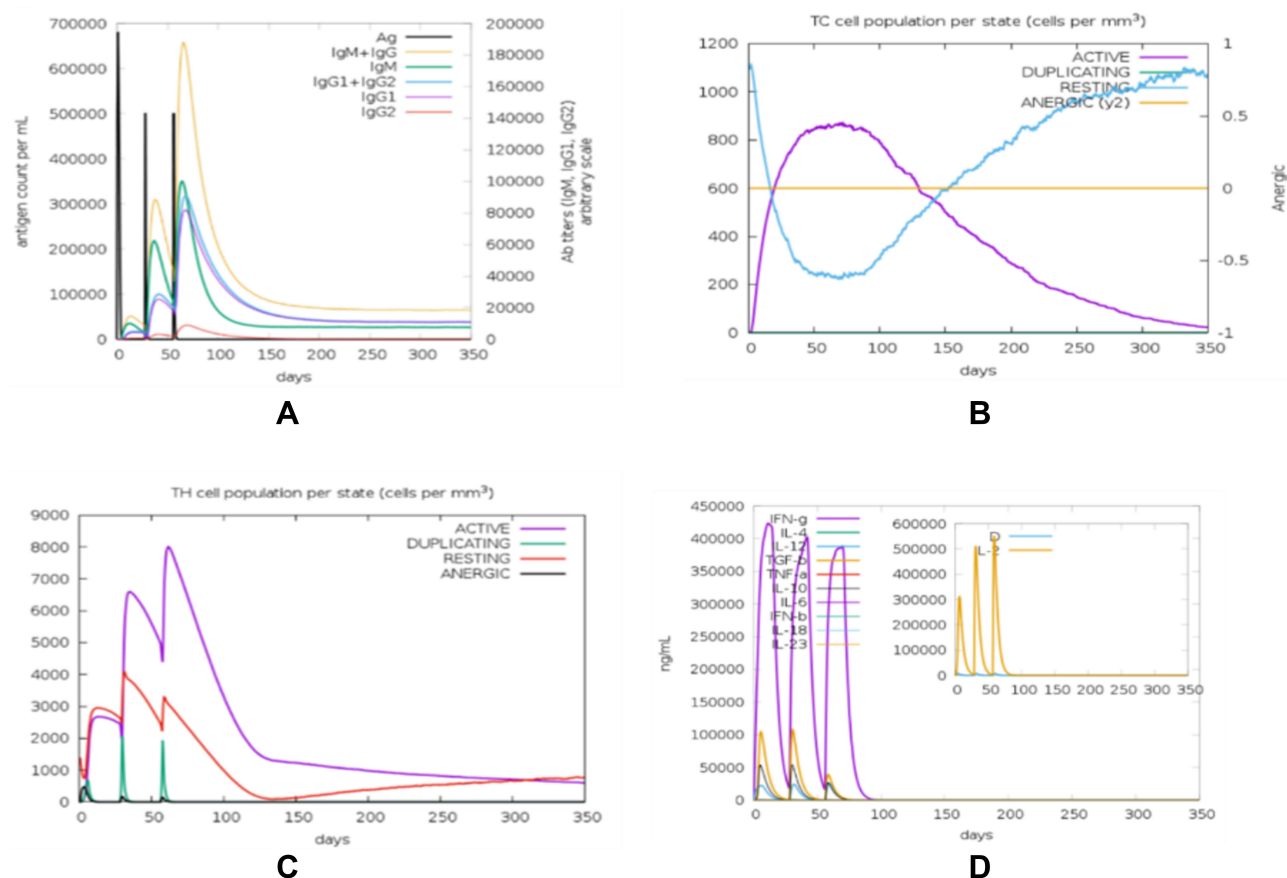 700000
600000
500000
400000
300000
200000
100000
0
antigen count per mL
Ag
IgM+IgG
IgM
IgG1+IgG2
IgG1
IgG2
200000
180000
160000
140000
120000
100000
80000
60000
40000
20000
0
Ab titers (IgM, IgG1, IgG2)
arbitrary scale
0 50 100 150 200 250 300 350
days
A
TC cell population per state (cells per mm³)
1200
1000
800
600
400
200
0
ACTIVE
DUPLICATING
RESTING
ANERGIC (y2)
1
0.5
0
-0.5
-1
Anergic
0 50 100 150 200 250 300 350
days
B
TH cell population per state (cells per mm³)
9000
8000
7000
6000
5000
4000
3000
2000
1000
0
ACTIVE
DUPLICATING
RESTING
ANERGIC
0 50 100 150 200 250 300 350
days
C
450000
400000
350000
300000
250000
200000
150000
100000
50000
0
ng/mL
IFN-g
IL-4
IL-12
TGF-b
TNF-a
IL-10
IL-6
IFN-b
IL-18
IL-23
600000
500000
400000
300000
200000
100000
0
D
IL-2
0 50 100 150 200 250 300 350
0 50 100 150 200 250 300 350
days
D